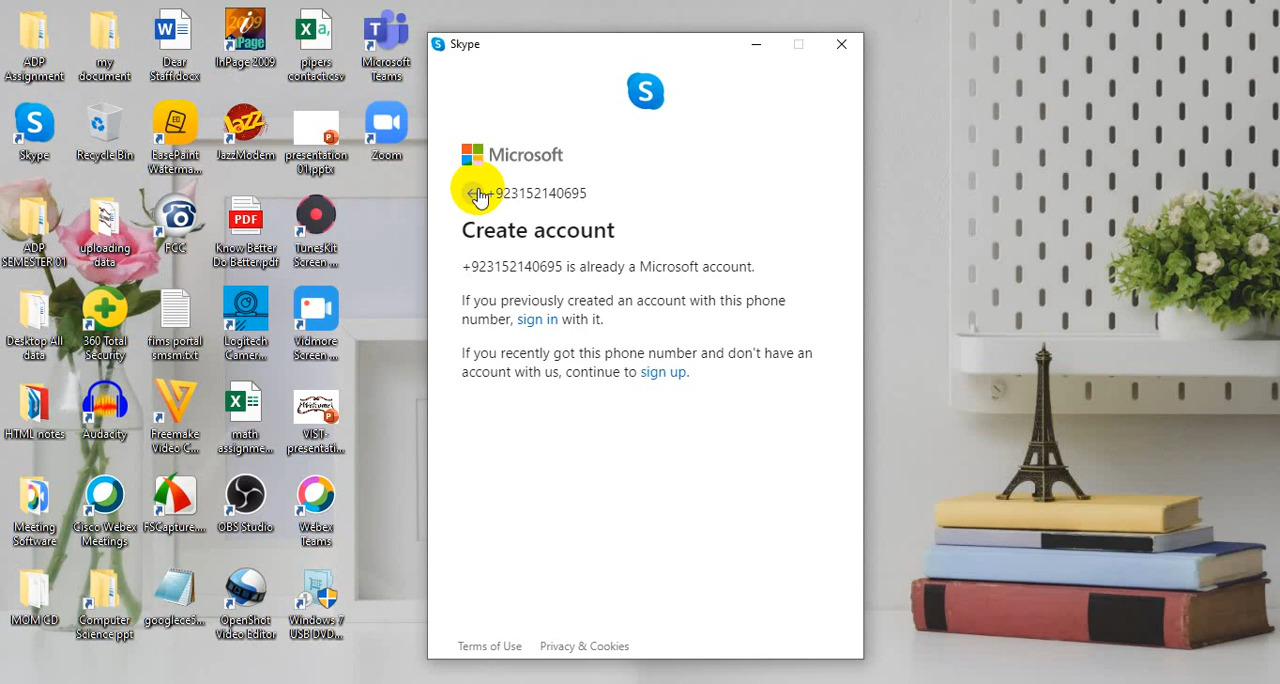 ADP
Assignment
my
document
Dear
Staff.docx
InPage 2009
pipers
contact.csv
Microsoft
Teams
Skype
Recycle Bin
EasePaint
Waterma...
JazzModem
presentation
01.pptx
Zoom
ADP
SEMESTER 01
uploading
data
FCC
Know Better
Do Better.pdf
TunesKit
Screen ...
Desktop All
data
360 Total
Security
fims portal
smsm.txt
Logitech
Camer...
Vidmore
Screen ...
HTML notes
Audacity
Freemake
Video C...
math
assignme...
VIST-
presentati...
Meeting
Software
Cisco Webex
Meetings
FSCapture....
OBS Studio
Webex
Teams
MOM CD
Computer
Science.ppt
OpenShot
Video Editor
Windows 7
USB DVD...
Skype
Microsoft
+923152140695
Create account
+923152140695 is already a Microsoft account.
If you previously created an account with this phone
number, sign in with it.
If you recently got this phone number and don't have an
account with us, continue to sign up.
Terms of Use
Privacy & Cookies